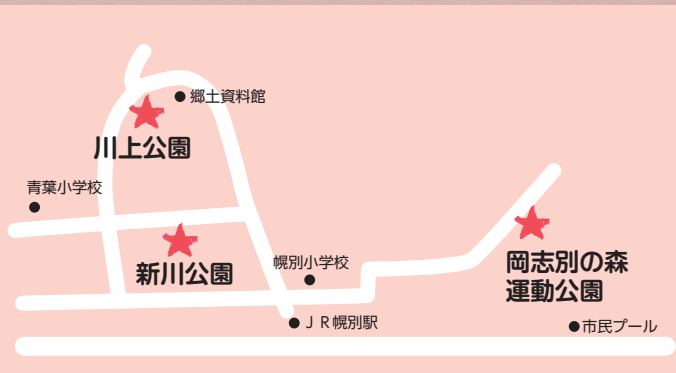 郷土資料館
川上公園
青葉小学校
新川公園
幌別小学校
岡志別の森
運動公園
ＪＲ幌別駅
市民プール